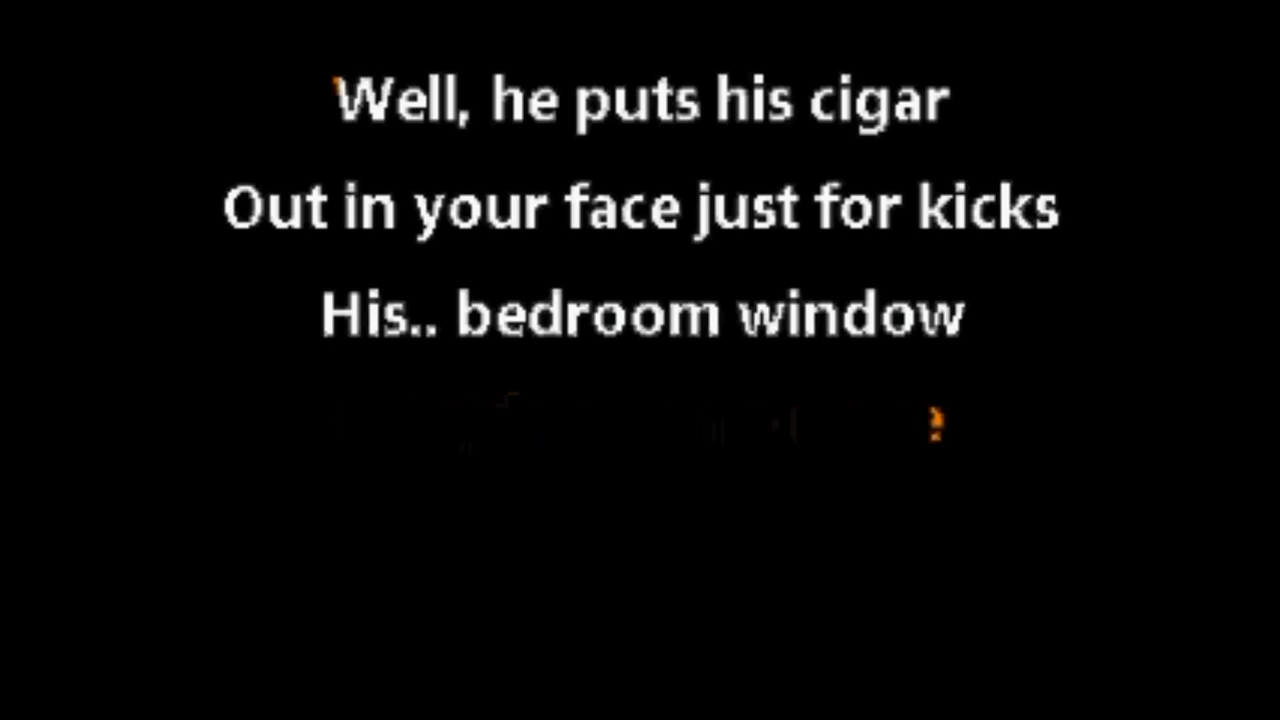 Well, he puts his cigar
Out in your face just for kicks
His.. bedroom window